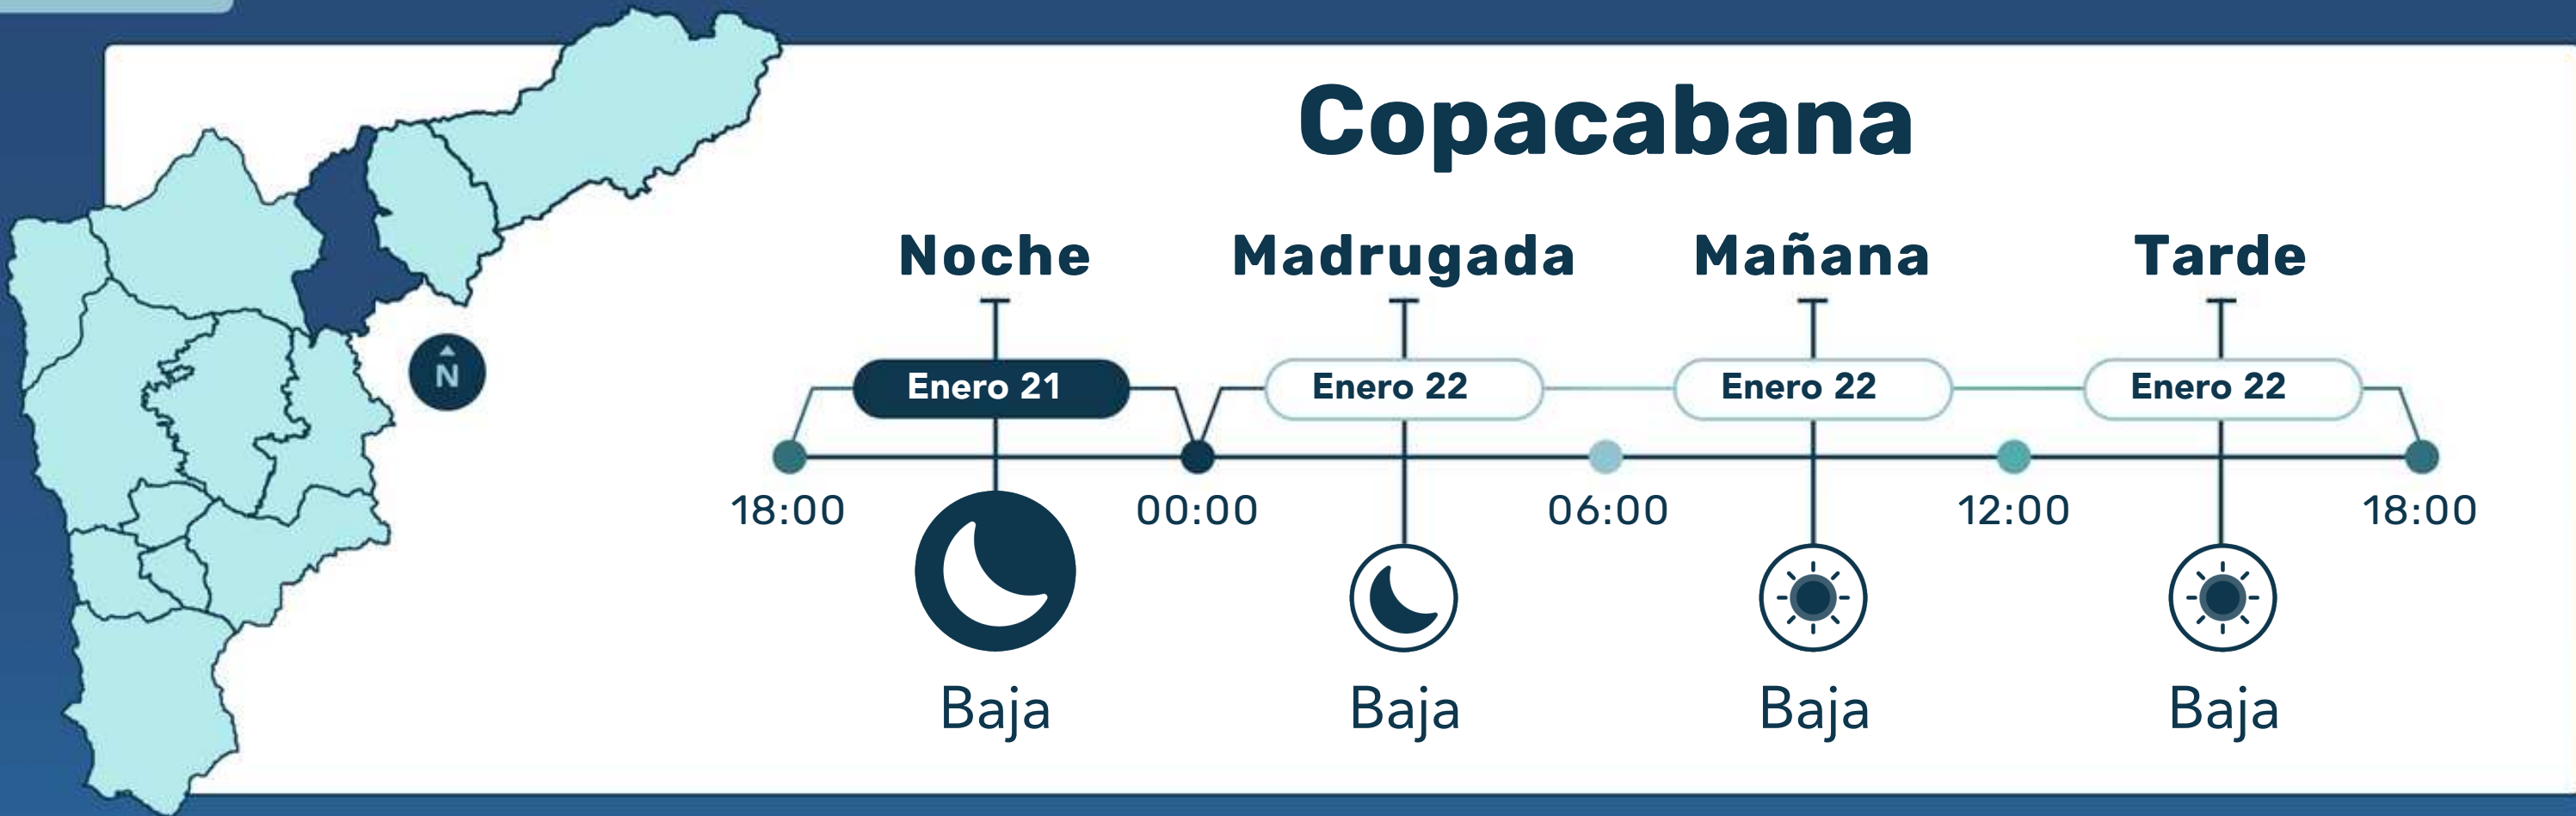 Copacabana
Noche Madrugada Mañana Tarde
Enero 21 Enero 22 Enero 22 Enero 22
N
18:00 00:00 06:00 12:00 18:00
Baja Baja Baja Baja